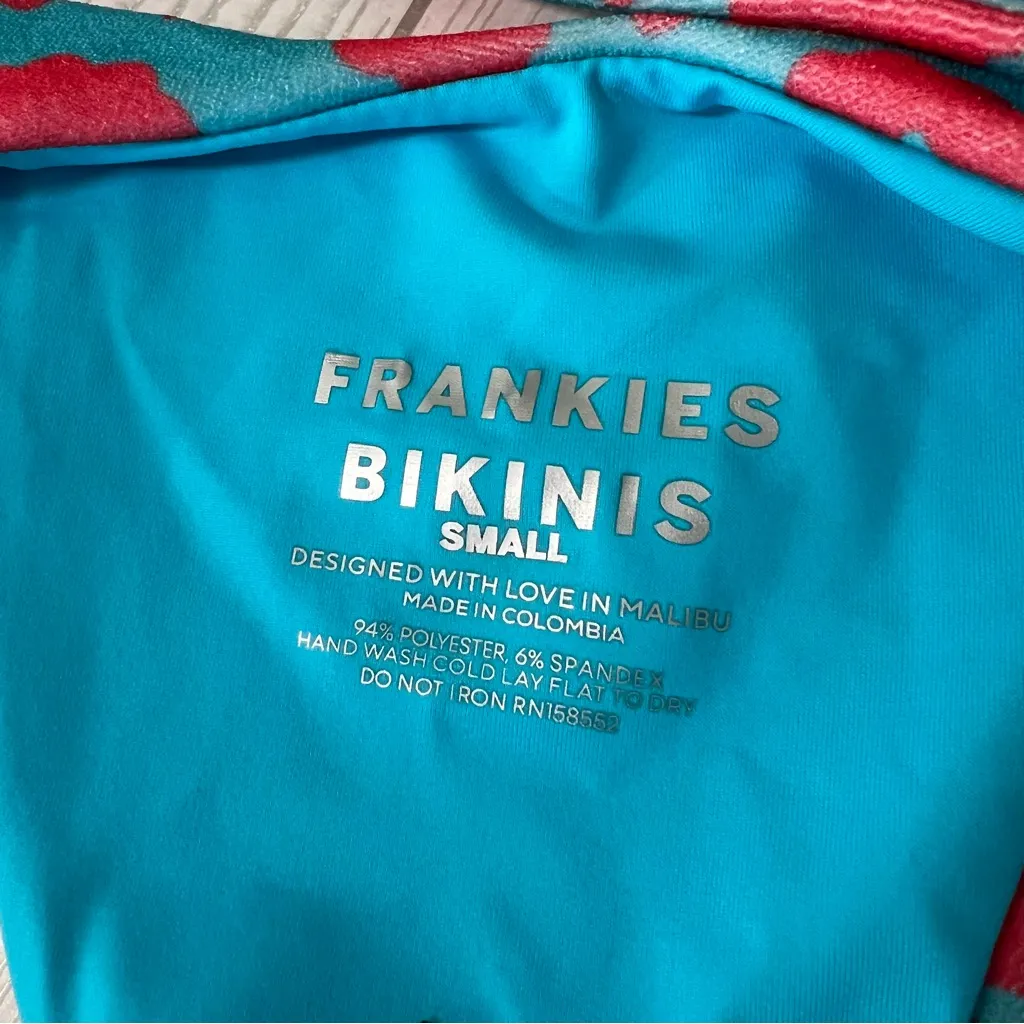 FRANKIES
BIKINIS
SMALL
DESIGNED WITH LOVE IN MALIBU
MADE IN COLOMBIA
94% POLYESTER, 6% SPANDEX
HAND WASH COLD LAY FLAT TO DRY
DO NOT IRON RN158552